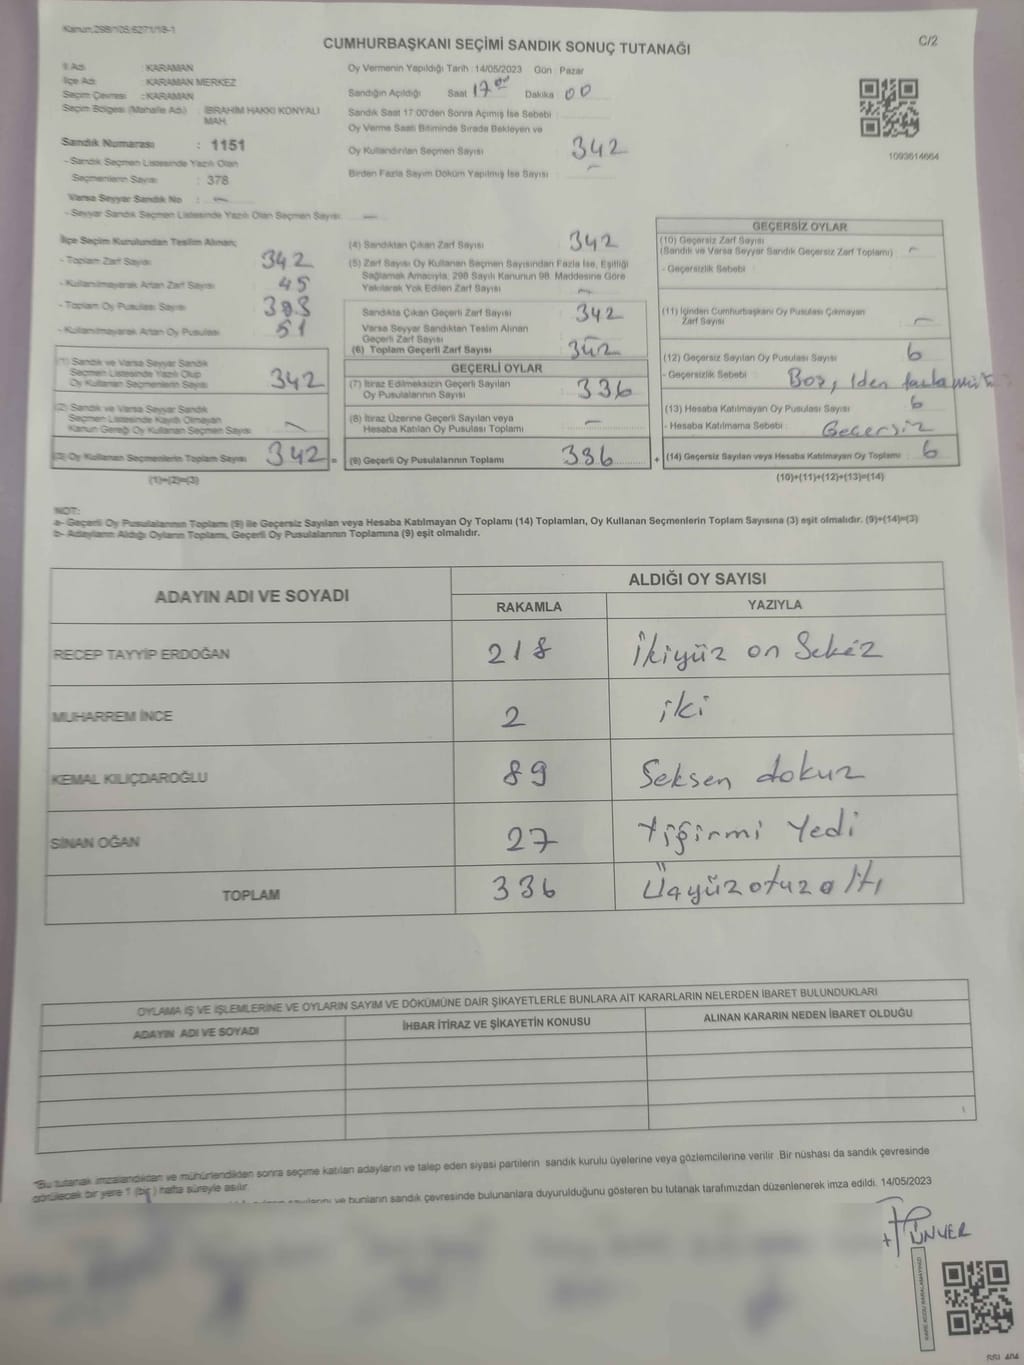 Kanun:298/105/6271/18-1
CUMHURBAŞKANI SEÇİMİ SANDIK SONUÇ TUTANAĞI
C/2
İl Adı : KARAMAN
İlçe Adı : KARAMAN MERKEZ
Seçim Çevresi : KARAMAN
Seçim Bölgesi (Mahalle Adı) : İBRAHİM HAKKI KONYALI MAH.
Sandık Numarası : 1151
- Sandık Seçmen Listesinde Yazılı Olan
Seçmenlerin Sayısı : 378
Varsa Seyyar Sandık No : -
- Seyyar Sandık Seçmen Listesinde Yazılı Olan Seçmen Sayısı -
Oy Vermenin Yapıldığı Tarih : 14/05/2023 Gün : Pazar
Sandığın Açıldığı Saat 17 00 Dakika 00
Sandık Saat 17:00'den Sonra Açılmış İse Sebebi :
Oy Verme Saati Bitiminde Sırada Bekleyen ve
Oy Kullandırılan Seçmen Sayısı 342
Birden Fazla Sayım Döküm Yapılmış İse Sayısı : -
1093614664
İlçe Seçim Kurulundan Teslim Alınan;
- Toplam Zarf Sayısı 342
- Kullanılmayarak Artan Zarf Sayısı 45
- Toplam Oy Pusulası Sayısı 393
- Kullanılmayarak Artan Oy Pusulası 51
(1) Sandık ve Varsa Seyyar Sandık
Seçmen Listesinde Yazılı Olup
Oy Kullanan Seçmenlerin Sayısı 342
(2) Sandık ve Varsa Seyyar Sandık
Seçmen Listesinde Kayıtlı Olmayan
Kanun Gereği Oy Kullanan Seçmen Sayısı -
(3) Oy Kullanan Seçmenlerin Toplam Sayısı 342 =
(1)+(2)=(3)
(4) Sandıktan Çıkan Zarf Sayısı 342
(5) Zarf Sayısı Oy Kullanan Seçmen Sayısından Fazla İse, Eşitliği
Sağlamak Amacıyla, 298 Sayılı Kanunun 98. Maddesine Göre
Yakılarak Yok Edilen Zarf Sayısı -
Sandıkta Çıkan Geçerli Zarf Sayısı 342
Varsa Seyyar Sandıktan Teslim Alınan
Geçerli Zarf Sayısı -
(6) Toplam Geçerli Zarf Sayısı 342
GEÇERLİ OYLAR
(7) İtiraz Edilmeksizin Geçerli Sayılan
Oy Pusulalarının Sayısı 336
(8) İtiraz Üzerine Geçerli Sayılan veya
Hesaba Katılan Oy Pusulası Toplamı -
(9) Geçerli Oy Pusulalarının Toplamı 336 +
GEÇERSİZ OYLAR
(10) Geçersiz Zarf Sayısı
(Sandık ve Varsa Seyyar Sandık Geçersiz Zarf Toplamı) -
- Geçersizlik Sebebi :
(11) İçinden Cumhurbaşkanı Oy Pusulası Çıkmayan
Zarf Sayısı -
(12) Geçersiz Sayılan Oy Pusulası Sayısı 6
- Geçersizlik Sebebi : Boş, 1den fazla
(13) Hesaba Katılmayan Oy Pusulası Sayısı 6
- Hesaba Katılmama Sebebi : Geçersiz
(14) Geçersiz Sayılan veya Hesaba Katılmayan Oy Toplamı : 6
(10)+(11)+(12)+(13)=(14)
NOT:
a- Geçerli Oy Pusulalarının Toplamı (9) ile Geçersiz Sayılan veya Hesaba Katılmayan Oy Toplamı (14) Toplamları, Oy Kullanan Seçmenlerin Toplam Sayısına (3) eşit olmalıdır. (9)+(14)=(3)
b- Adayların Aldığı Oyların Toplamı, Geçerli Oy Pusulalarının Toplamına (9) eşit olmalıdır.
ADAYIN ADI VE SOYADI
ALDIĞI OY SAYISI
RAKAMLA YAZIYLA
RECEP TAYYİP ERDOĞAN 218 İkiyüz on Sekiz
MUHARREM İNCE 2 iki
KEMAL KILIÇDAROĞLU 89 Seksen dokuz
SİNAN OĞAN 27 Yiğirmi Yedi
TOPLAM 336 Üçyüzotuzaltı
OYLAMA İŞ VE İŞLEMLERİNE VE OYLARIN SAYIM VE DÖKÜMÜNE DAİR ŞİKAYETLERLE BUNLARA AİT KARARLARIN NELERDEN İBARET BULUNDUKLARI
ADAYIN ADI VE SOYADI İHBAR İTİRAZ VE ŞİKAYETİN KONUSU ALINAN KARARIN NEDEN İBARET OLDUĞU
*Bu tutanak imzalandıktan ve mühürlendikten sonra seçime katılan adayların ve talep eden siyasi partilerin sandık kurulu üyelerine veya gözlemcilerine verilir. Bir nüshası da sandık çevresinde
görülecek bir yere 1 (bir) hafta süreyle asılır.
ve bunların sandık çevresinde bulunanlara duyurulduğunu gösteren bu tutanak tarafımızdan düzenlenerek imza edildi. 14/05/2023
ÜNVER
KARE KODU KARALAMAYINIZ!